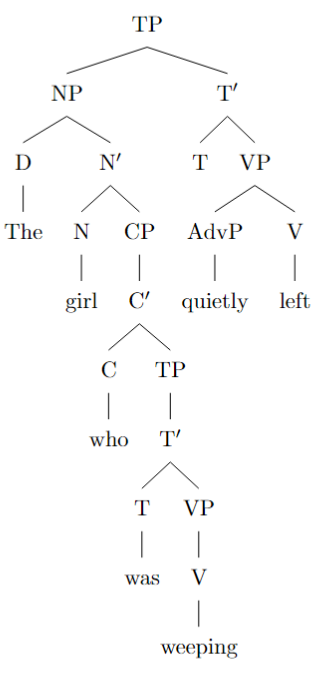 TP
NP T′
D N′ T VP
The N CP AdvP V
girl C′ quietly left
C TP
who T′
T VP
was V
weeping